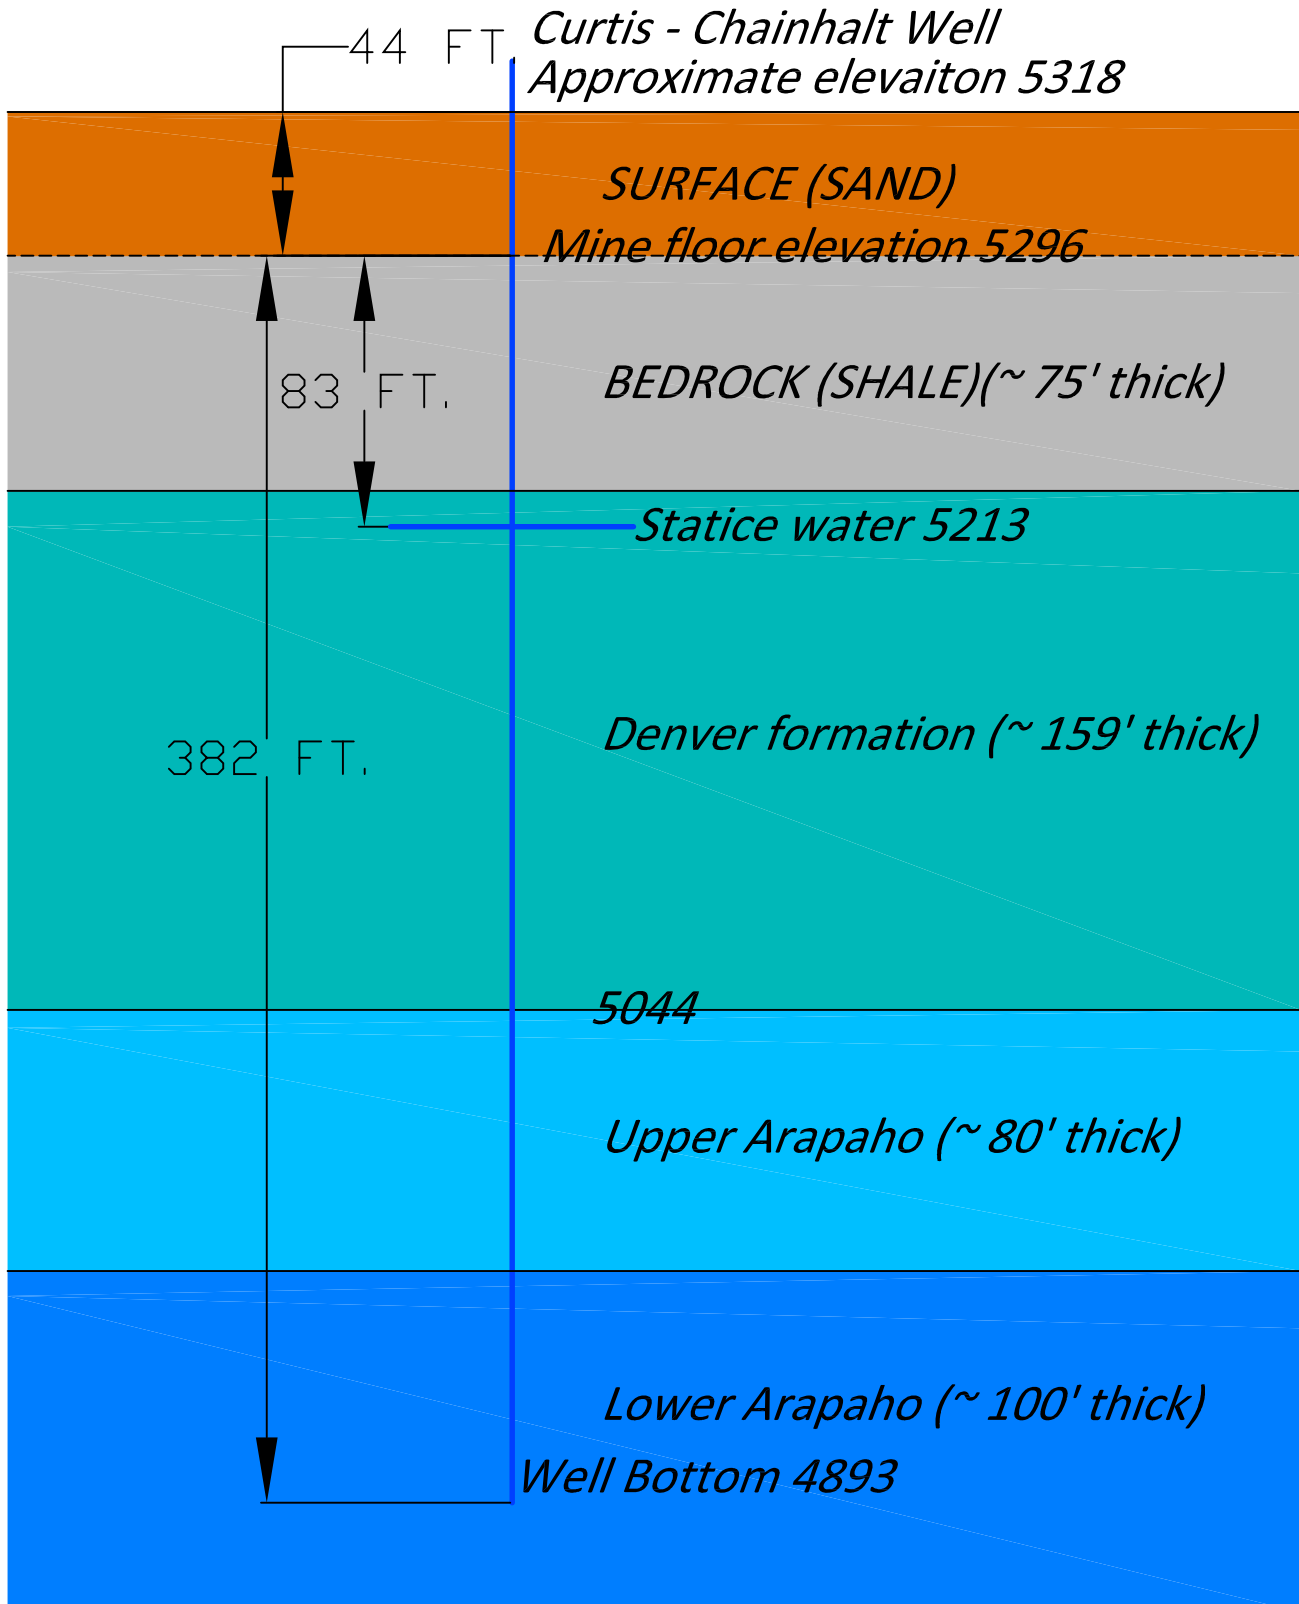 44 FT.
Curtis - Chainhalt Well
Approximate elevaiton 5318
SURFACE (SAND)
Mine floor elevation 5296
83 FT.
BEDROCK (SHALE)(~ 75' thick)
Statice water 5213
382 FT.
Denver formation (~ 159' thick)
5044
Upper Arapaho (~ 80' thick)
Lower Arapaho (~ 100' thick)
Well Bottom 4893